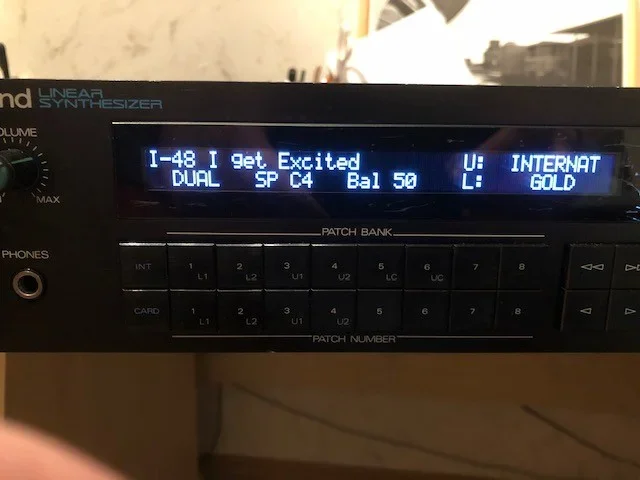 nd LINEAR
SYNTHESIZER
OLUME
MAX
I-48 I get Excited U: INTERNAT
DUAL SP C4 Bal 50 L: GOLD
PHONES
PATCH BANK
INT 1 L1 2 L2 3 U1 4 U2 5 LC 6 UC 7 8
CARD 1 L1 2 L2 3 U1 4 U2 5 6 7 8
PATCH NUMBER